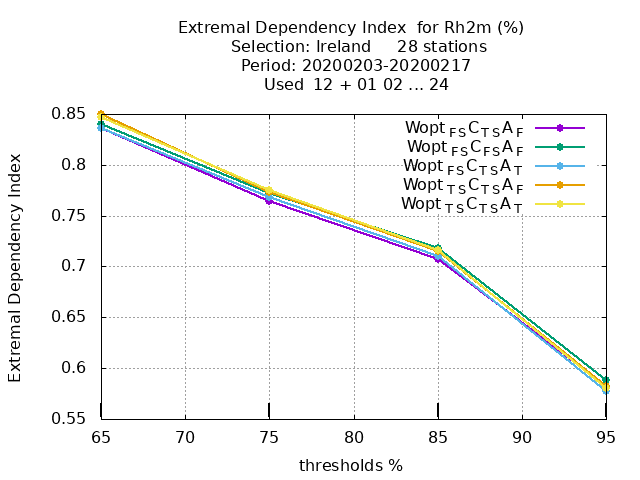 Extremal Dependency Index  for Rh2m (%)
Selection: Ireland     28 stations
Period: 20200203-20200217
Used  12 + 01 02 ... 24
Extremal Dependency Index
0.85
0.8
0.75
0.7
0.65
0.6
0.55
Wopt FS C TS A F
Wopt FS C FS A F
Wopt FS C TS A T
Wopt TS C TS A F
Wopt TS C TS A T
65 70 75 80 85 90 95
thresholds %